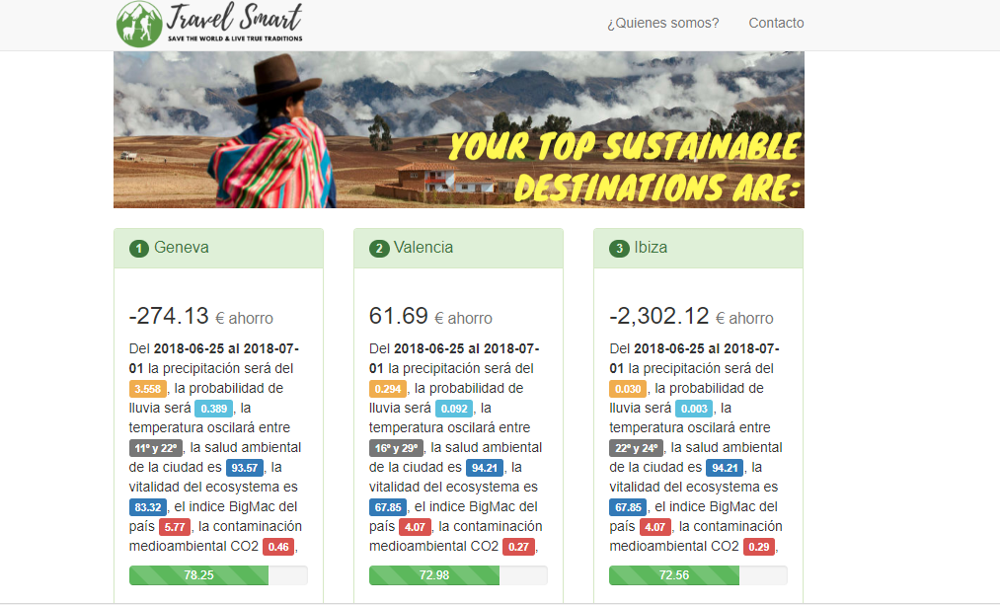 Travel Smart
SAVE THE WORLD & LIVE TRUE TRADITIONS
¿Quienes somos? Contacto
YOUR TOP SUSTAINABLE
DESTINATIONS ARE:
1 Geneva
-274.13 € ahorro
Del 2018-06-25 al 2018-07-
01 la precipitación será del
3.558, la probabilidad de
lluvia será 0.389, la
temperatura oscilará entre
11º y 22º, la salud ambiental
de la ciudad es 93.57, la
vitalidad del ecosystema es
83.32, el indice BigMac del
país 5.77, la contaminación
medioambiental CO2 0.46,
78.25
2 Valencia
61.69 € ahorro
Del 2018-06-25 al 2018-07-
01 la precipitación será del
0.294, la probabilidad de
lluvia será 0.092, la
temperatura oscilará entre
16º y 29º, la salud ambiental
de la ciudad es 94.21, la
vitalidad del ecosystema es
67.85, el indice BigMac del
país 4.07, la contaminación
medioambiental CO2 0.27,
72.98
3 Ibiza
-2,302.12 € ahorro
Del 2018-06-25 al 2018-07-
01 la precipitación será del
0.030, la probabilidad de
lluvia será 0.003, la
temperatura oscilará entre
22º y 24º, la salud ambiental
de la ciudad es 94.21, la
vitalidad del ecosystema es
67.85, el indice BigMac del
país 4.07, la contaminación
medioambiental CO2 0.29,
72.56